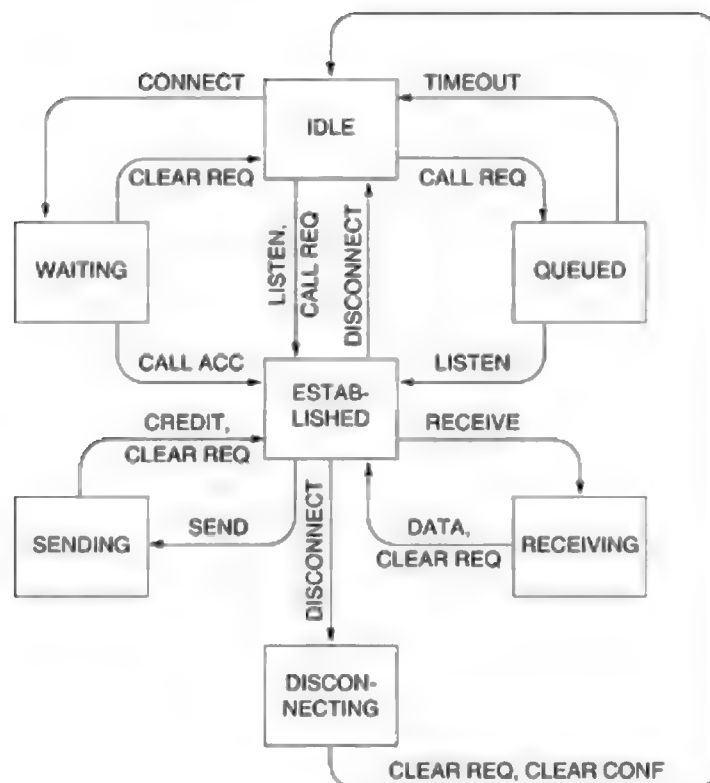 CONNECT
TIMEOUT
IDLE
CLEAR REQ
CALL REQ
WAITING
LISTEN,
CALL REQ
DISCONNECT
QUEUED
CALL ACC
LISTEN
ESTAB-
LISHED
CREDIT,
CLEAR REQ
RECEIVE
SENDING
SEND
DISCONNECT
DATA,
CLEAR REQ
RECEIVING
DISCON-
NECTING
CLEAR REQ, CLEAR CONF